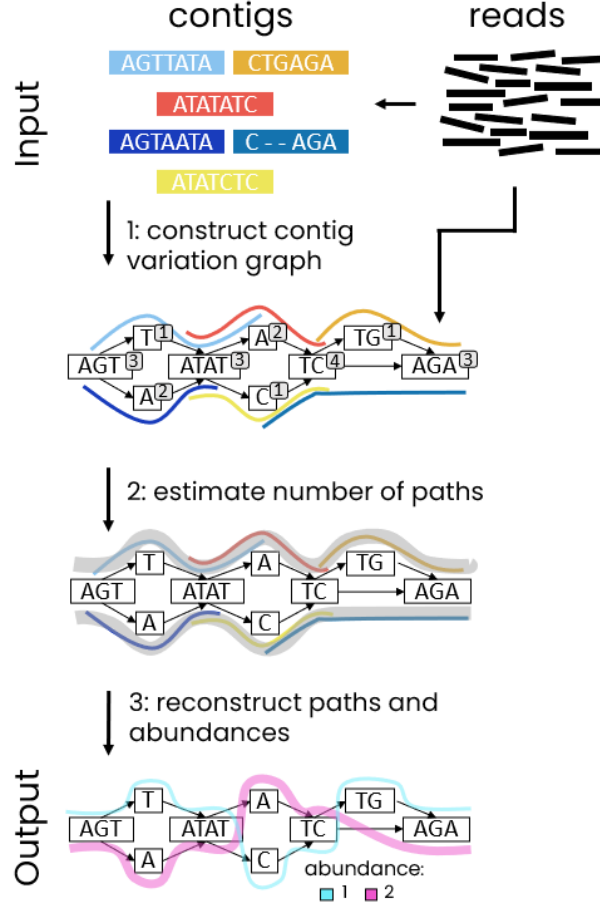 contigs
reads
Input
AGTTATA CTGAGA
ATATATC
AGTAATA C - - AGA
ATATCTC
1: construct contig
variation graph
T 1 A 2 TG 1
AGT 3 ATAT 3 TC 4 AGA 3
A 2 C 1
2: estimate number of paths
T A TG
AGT ATAT TC AGA
A C
3: reconstruct paths and
abundances
Output
T A TG
AGT ATAT TC AGA
A C
abundance:
1 2